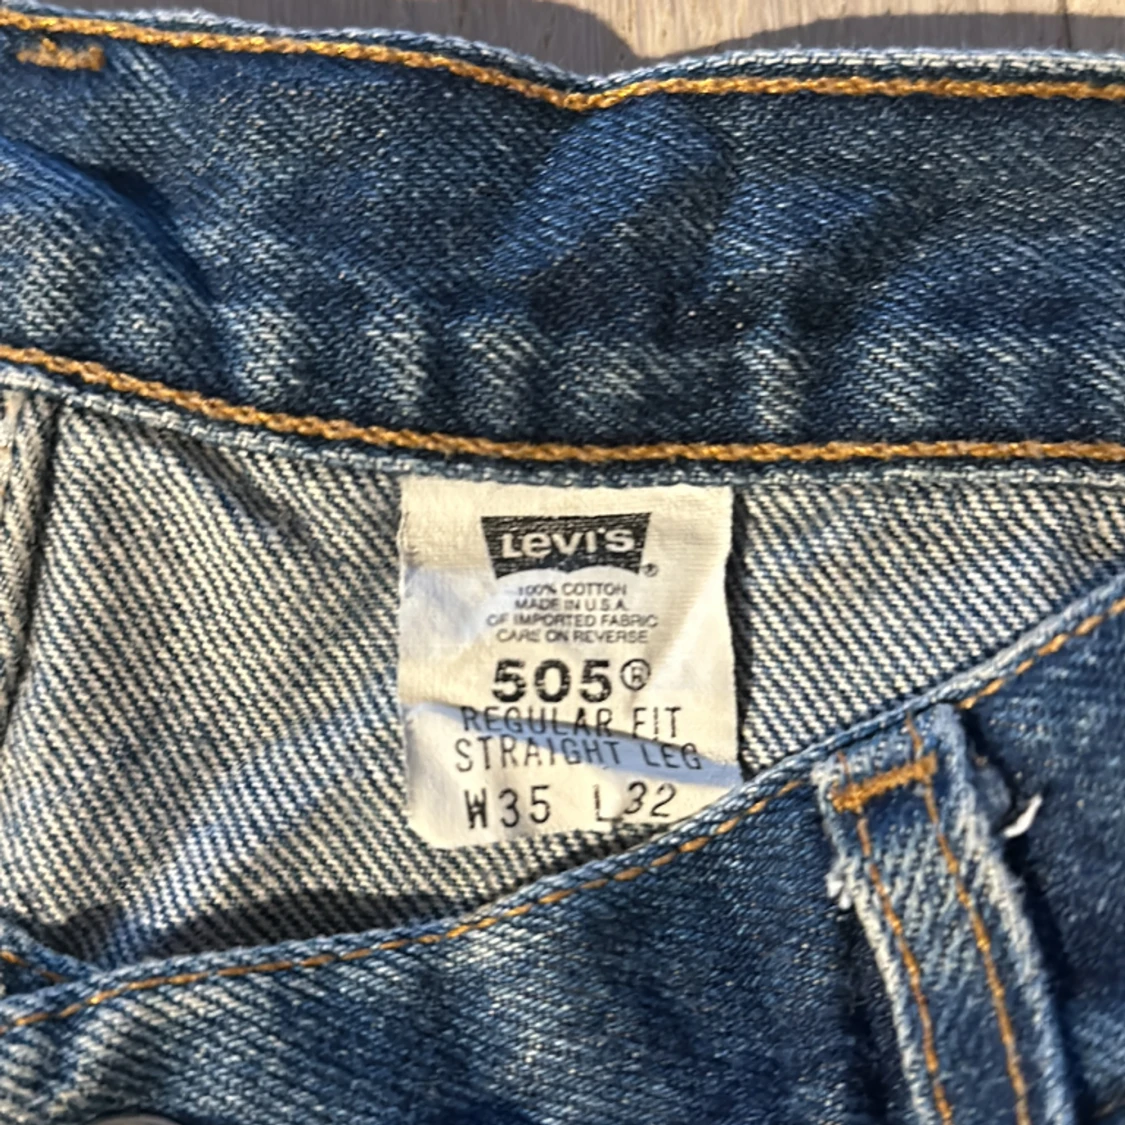 Levi's®
100% COTTON
MADE IN U.S.A.
OF IMPORTED FABRIC
CARE ON REVERSE
505®
REGULAR FIT
STRAIGHT LEG
W35 L32